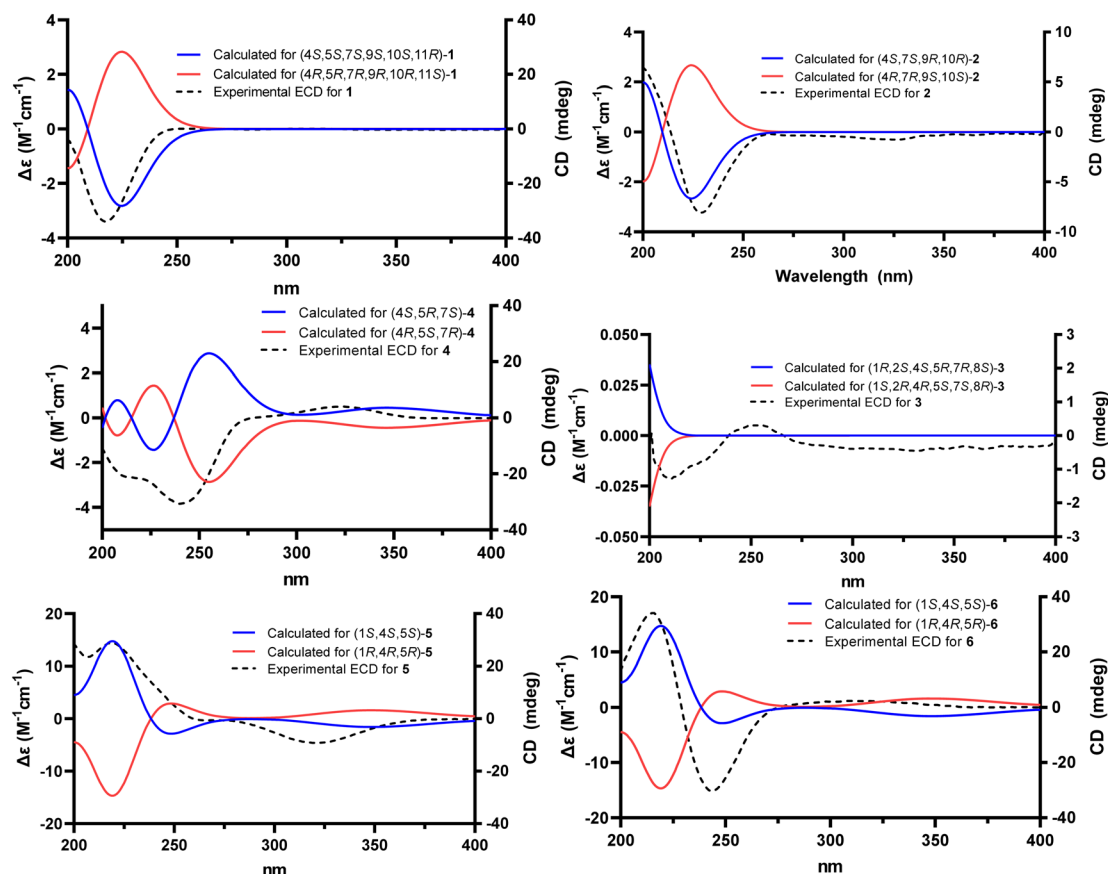 Calculated for (4S,5S,7S,9S,10S,11R)-1
Calculated for (4R,5R,7R,9R,10R,11S)-1
Experimental ECD for 1
4
2
0
-2
-4
Δε (M⁻¹cm⁻¹)
40
20
0
-20
-40
CD (mdeg)
200 250 300 350 400
nm
Calculated for (4S,7S,9R,10R)-2
Calculated for (4R,7R,9S,10S)-2
Experimental ECD for 2
4
2
0
-2
-4
Δε (M⁻¹cm⁻¹)
10
5
0
-5
-10
CD (mdeg)
200 250 300 350 400
Wavelength (nm)
Calculated for (4S,5R,7S)-4
Calculated for (4R,5S,7R)-4
Experimental ECD for 4
4
2
0
-2
-4
Δε (M⁻¹cm⁻¹)
40
20
0
-20
-40
CD (mdeg)
200 250 300 350 400
nm
Calculated for (1R,2S,4S,5R,7R,8S)-3
Calculated for (1S,2R,4R,5S,7S,8R)-3
Experimental ECD for 3
0.050
0.025
0.000
-0.025
-0.050
Δε (M⁻¹cm⁻¹)
3
2
1
0
-1
-2
-3
CD (mdeg)
200 250 300 350 400
nm
Calculated for (1S,4S,5S)-5
Calculated for (1R,4R,5R)-5
Experimental ECD for 5
20
10
0
-10
-20
Δε (M⁻¹cm⁻¹)
40
20
0
-20
-40
CD (mdeg)
200 250 300 350 400
nm
Calculated for (1S,4S,5S)-6
Calculated for (1R,4R,5R)-6
Experimental ECD for 6
20
10
0
-10
-20
Δε (M⁻¹cm⁻¹)
40
20
0
-20
-40
CD (mdeg)
200 250 300 350 400
nm